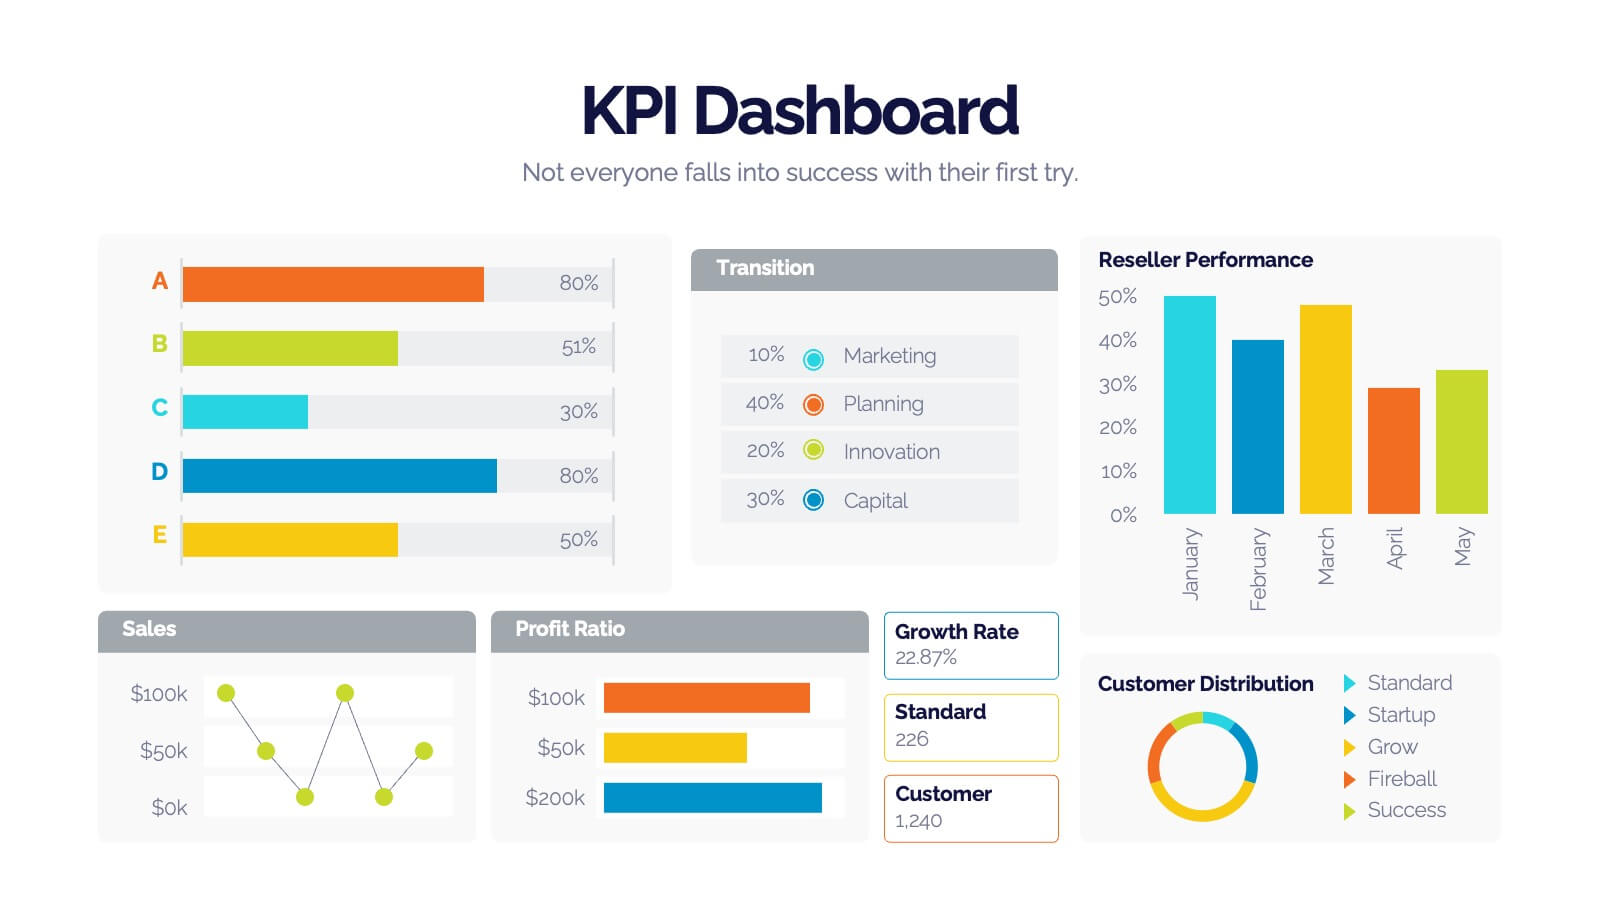 KPI Dashboard
Not everyone falls into success with their first try.
A
80%
B
51%
C
30%
D
80%
E
50%
Transition
10% Marketing
40% Planning
20% Innovation
30% Capital
Reseller Performance
50%
40%
30%
20%
10%
0%
January
February
March
April
May
Sales
$100k
$50k
$0k
Profit Ratio
$100k
$50k
$200k
Growth Rate
22.87%
Standard
226
Customer
1,240
Customer Distribution
Standard
Startup
Grow
Fireball
Success